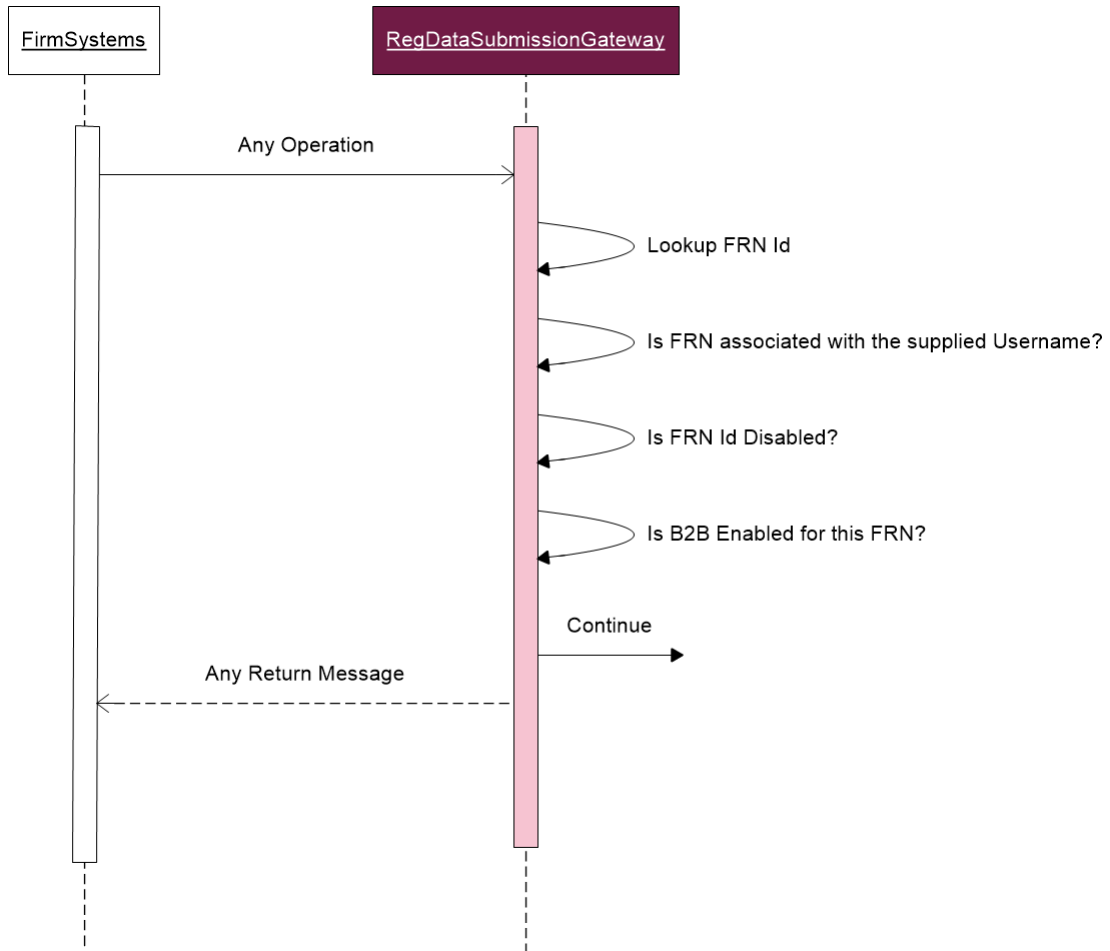 FirmSystems
RegDataSubmissionGateway
Any Operation
Lookup FRN Id
Is FRN associated with the supplied Username?
Is FRN Id Disabled?
Is B2B Enabled for this FRN?
Continue
Any Return Message